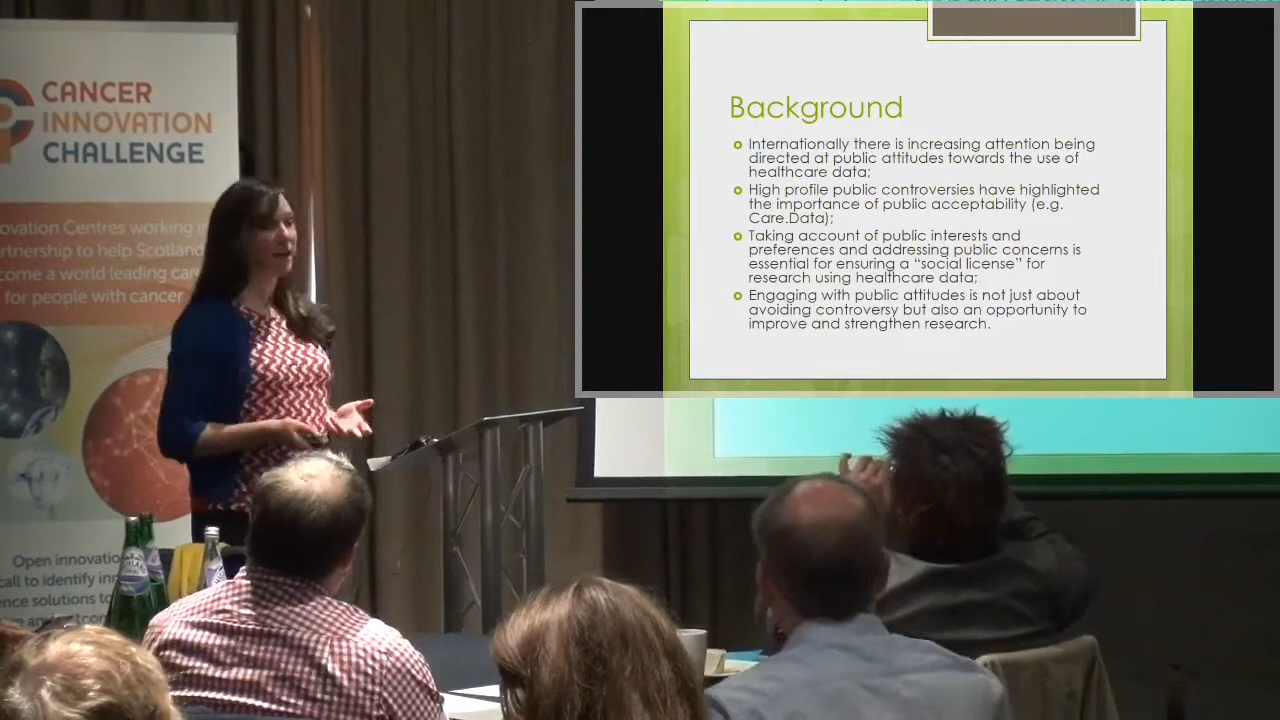 CANCER
INNOVATION
CHALLENGE
ovation Centres working in
rtnership to help Scotland
come a world leading car
for people with cancer
Open innovatio
call to identify in
ence solutions to
Background
Internationally there is increasing attention being
directed at public attitudes towards the use of
healthcare data;
High profile public controversies have highlighted
the importance of public acceptability (e.g.
Care.Data);
Taking account of public interests and
preferences and addressing public concerns is
essential for ensuring a “social license” for
research using healthcare data;
Engaging with public attitudes is not just about
avoiding controversy but also an opportunity to
improve and strengthen research.